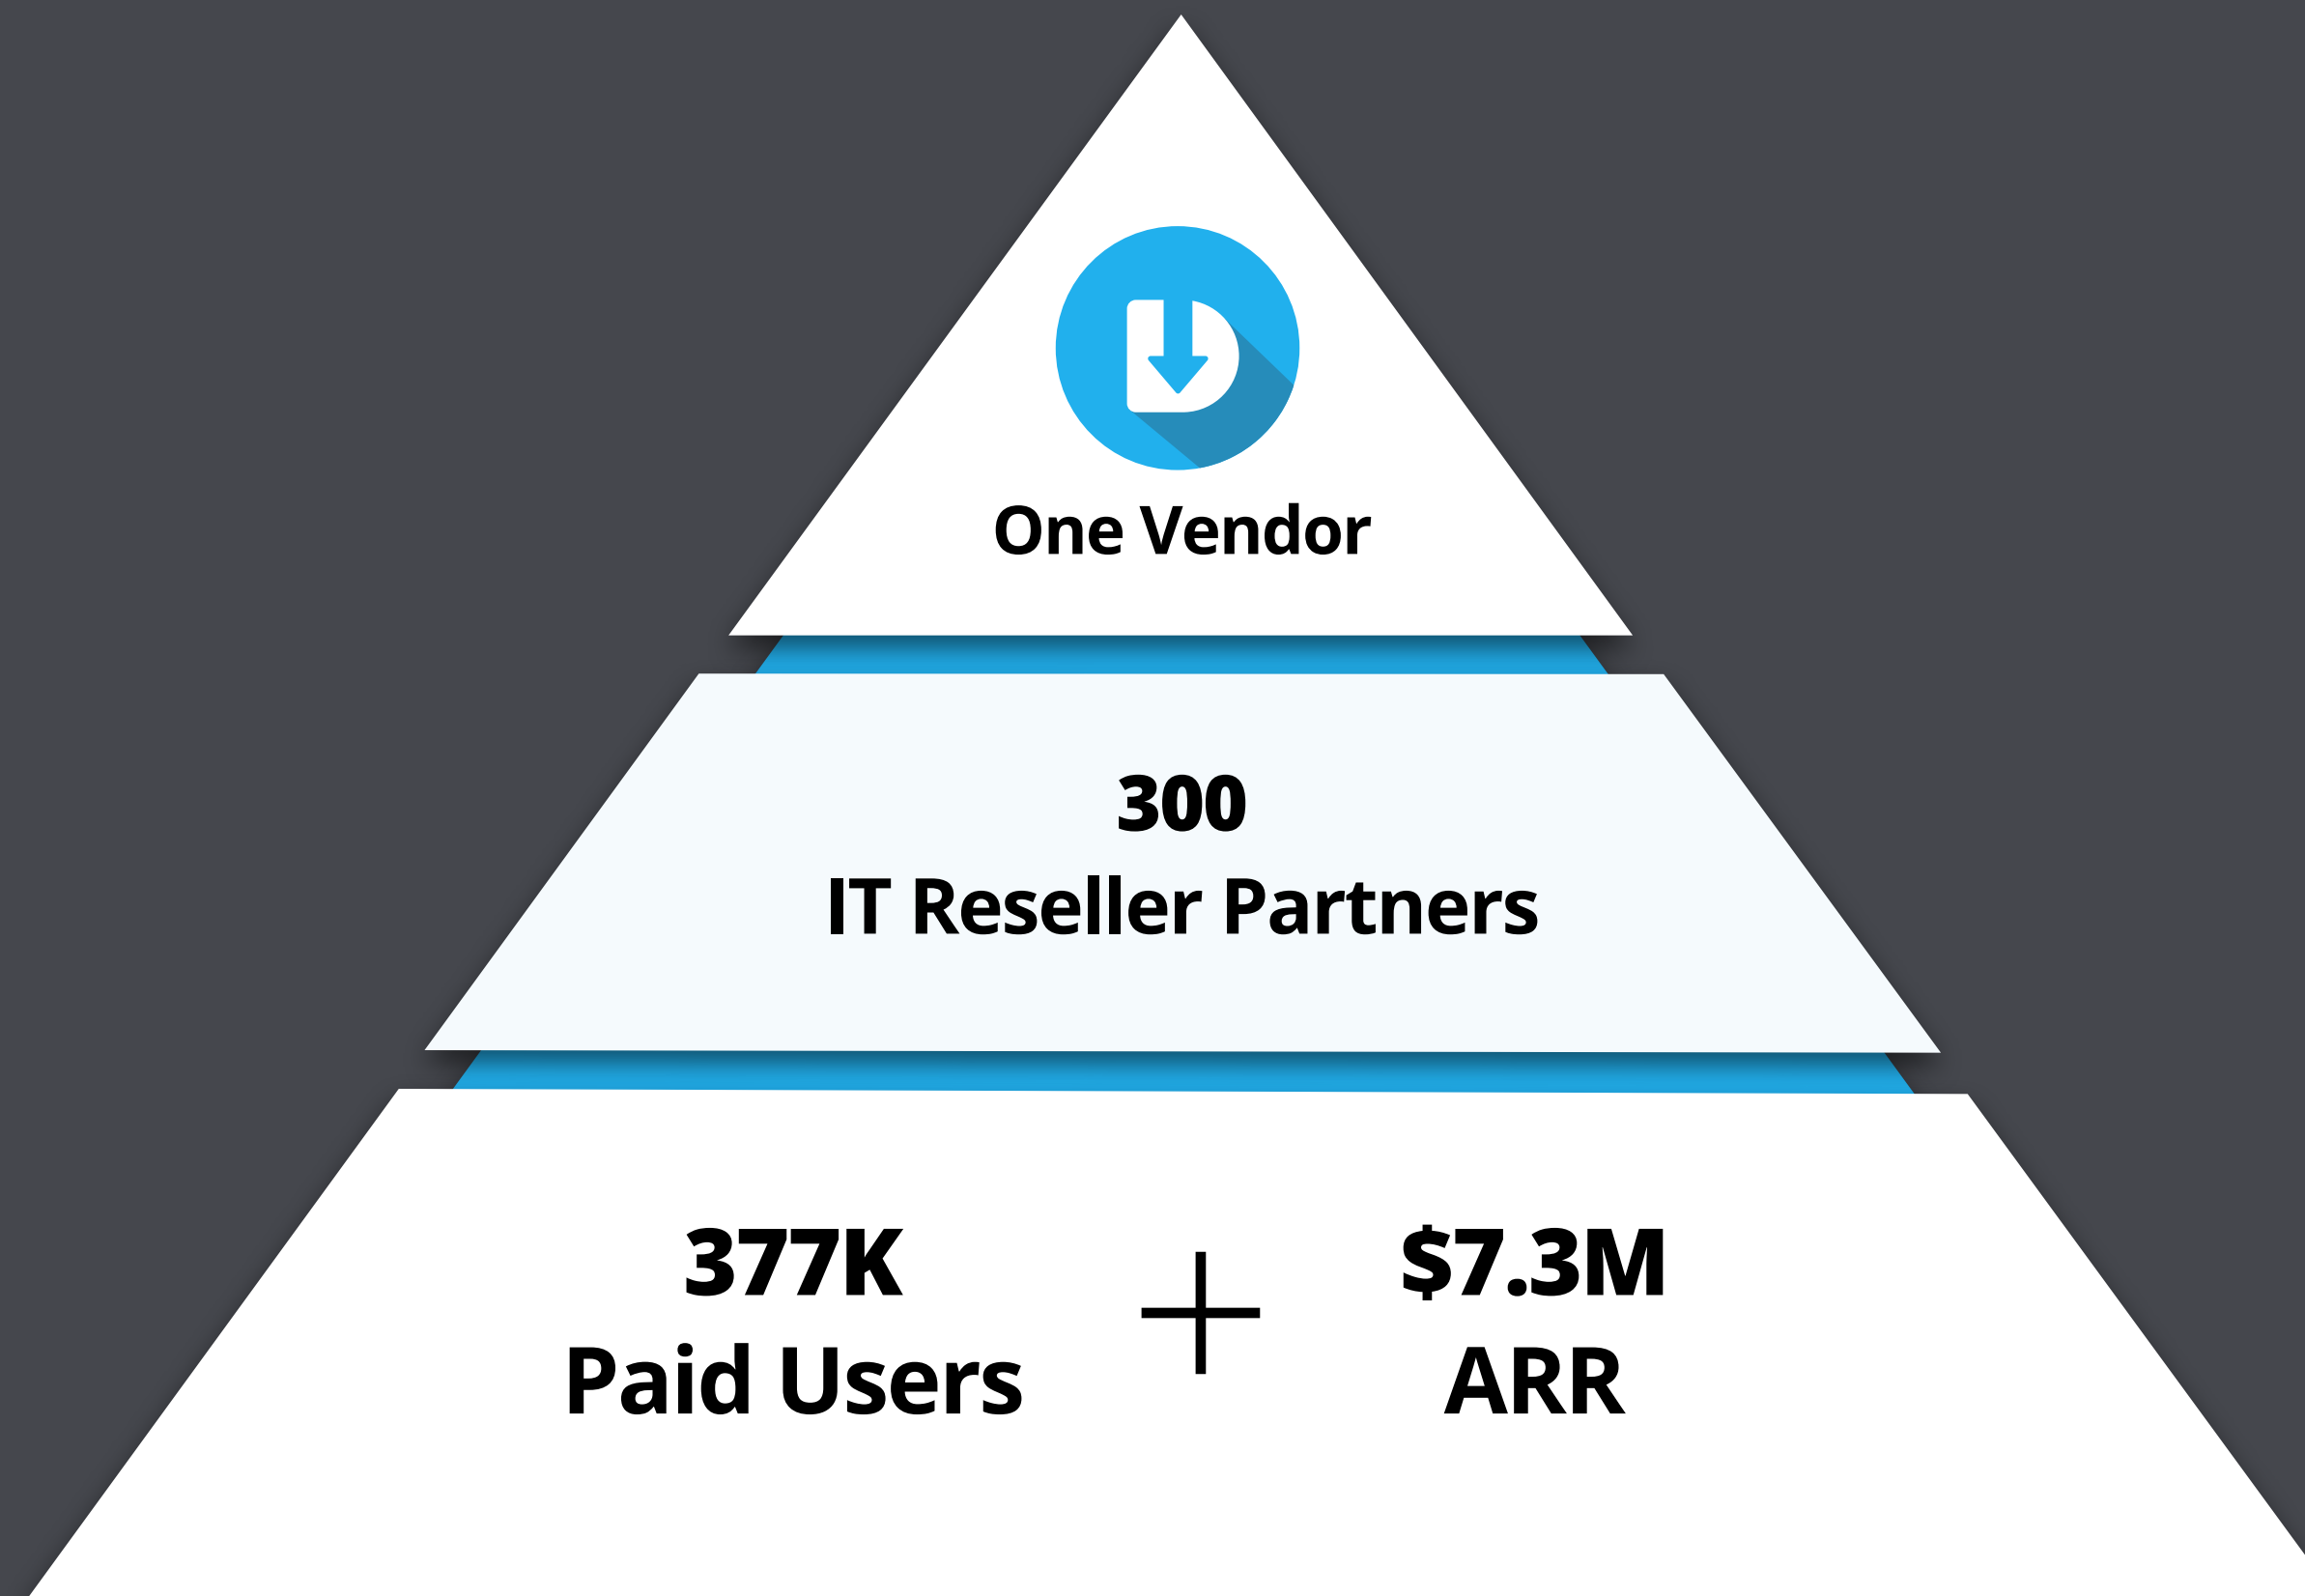 One Vendor
300
IT Reseller Partners
377K
Paid Users
+
$7.3M
ARR